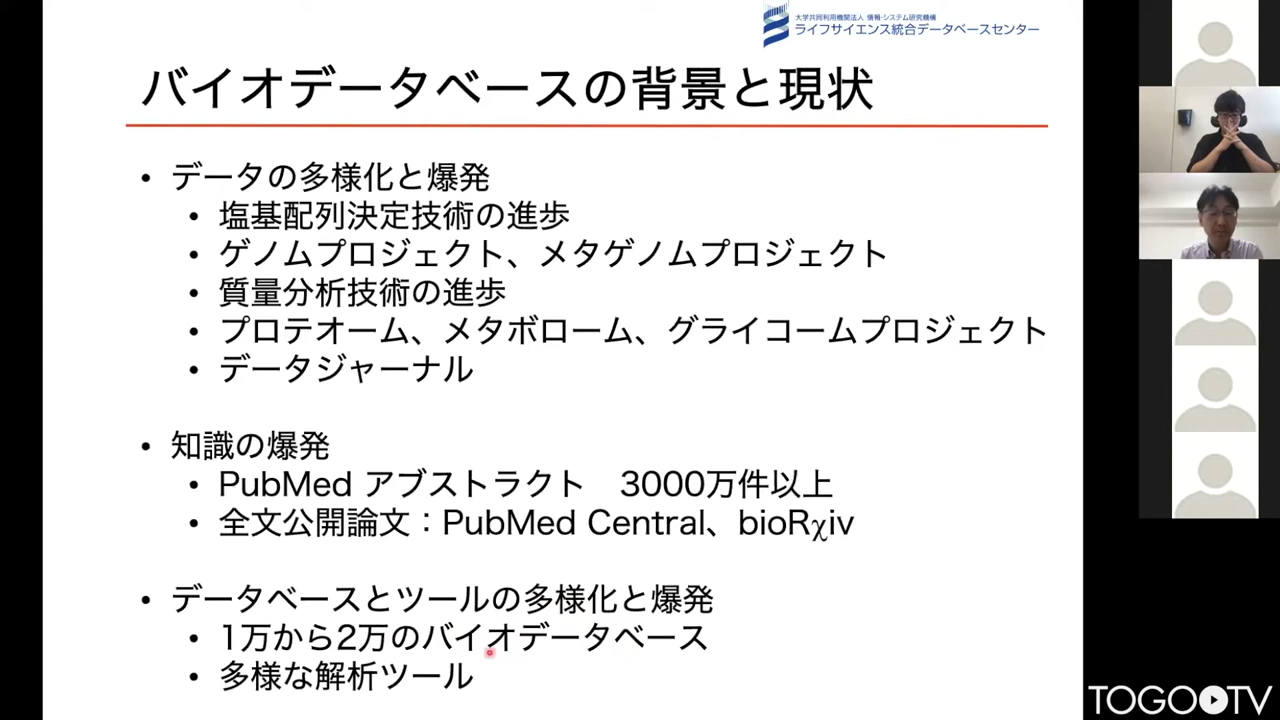 大学共同利用機関法人 情報・システム研究機構
ライフサイエンス統合データベースセンター
バイオデータベースの背景と現状
• データの多様化と爆発
• 塩基配列決定技術の進歩
• ゲノムプロジェクト、メタゲノムプロジェクト
• 質量分析技術の進歩
• プロテオーム、メタボローム、グライコームプロジェクト
• データジャーナル
• 知識の爆発
• PubMed アブストラクト　3000万件以上
• 全文公開論文：PubMed Central、bioRχiv
• データベースとツールの多様化と爆発
• 1万から2万のバイオデータベース
• 多様な解析ツール
TOGOTV